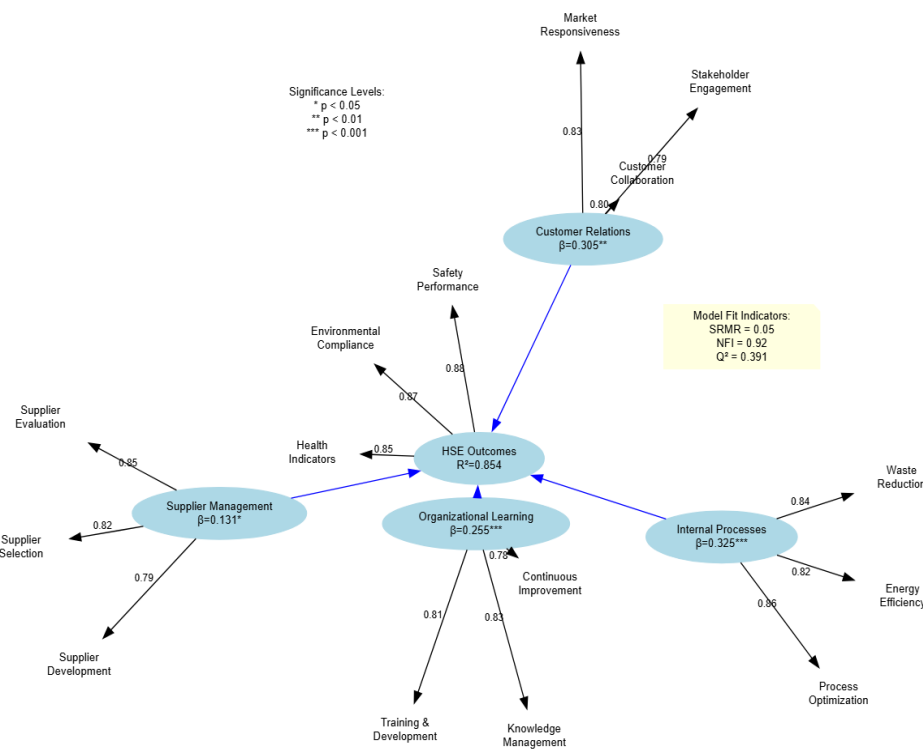 Market
Responsiveness
Stakeholder
Engagement
Significance Levels:
* p < 0.05
** p < 0.01
*** p < 0.001
0.83
0.79
Customer
Collaboration
0.80
Customer Relations
β=0.305**
Safety
Performance
Environmental
Compliance
Model Fit Indicators:
SRMR = 0.05
NFI = 0.92
Q² = 0.391
0.88
0.87
Supplier
Evaluation
Health
Indicators
0.85
HSE Outcomes
R²=0.854
0.85
Waste
Reduction
0.84
Supplier Management
β=0.131*
Organizational Learning
β=0.255***
Internal Processes
β=0.325***
0.82
Supplier
Selection
0.78
Continuous
Improvement
0.79
0.82
Energy
Efficiency
0.81
0.83
0.86
Supplier
Development
Process
Optimization
Training &
Development
Knowledge
Management